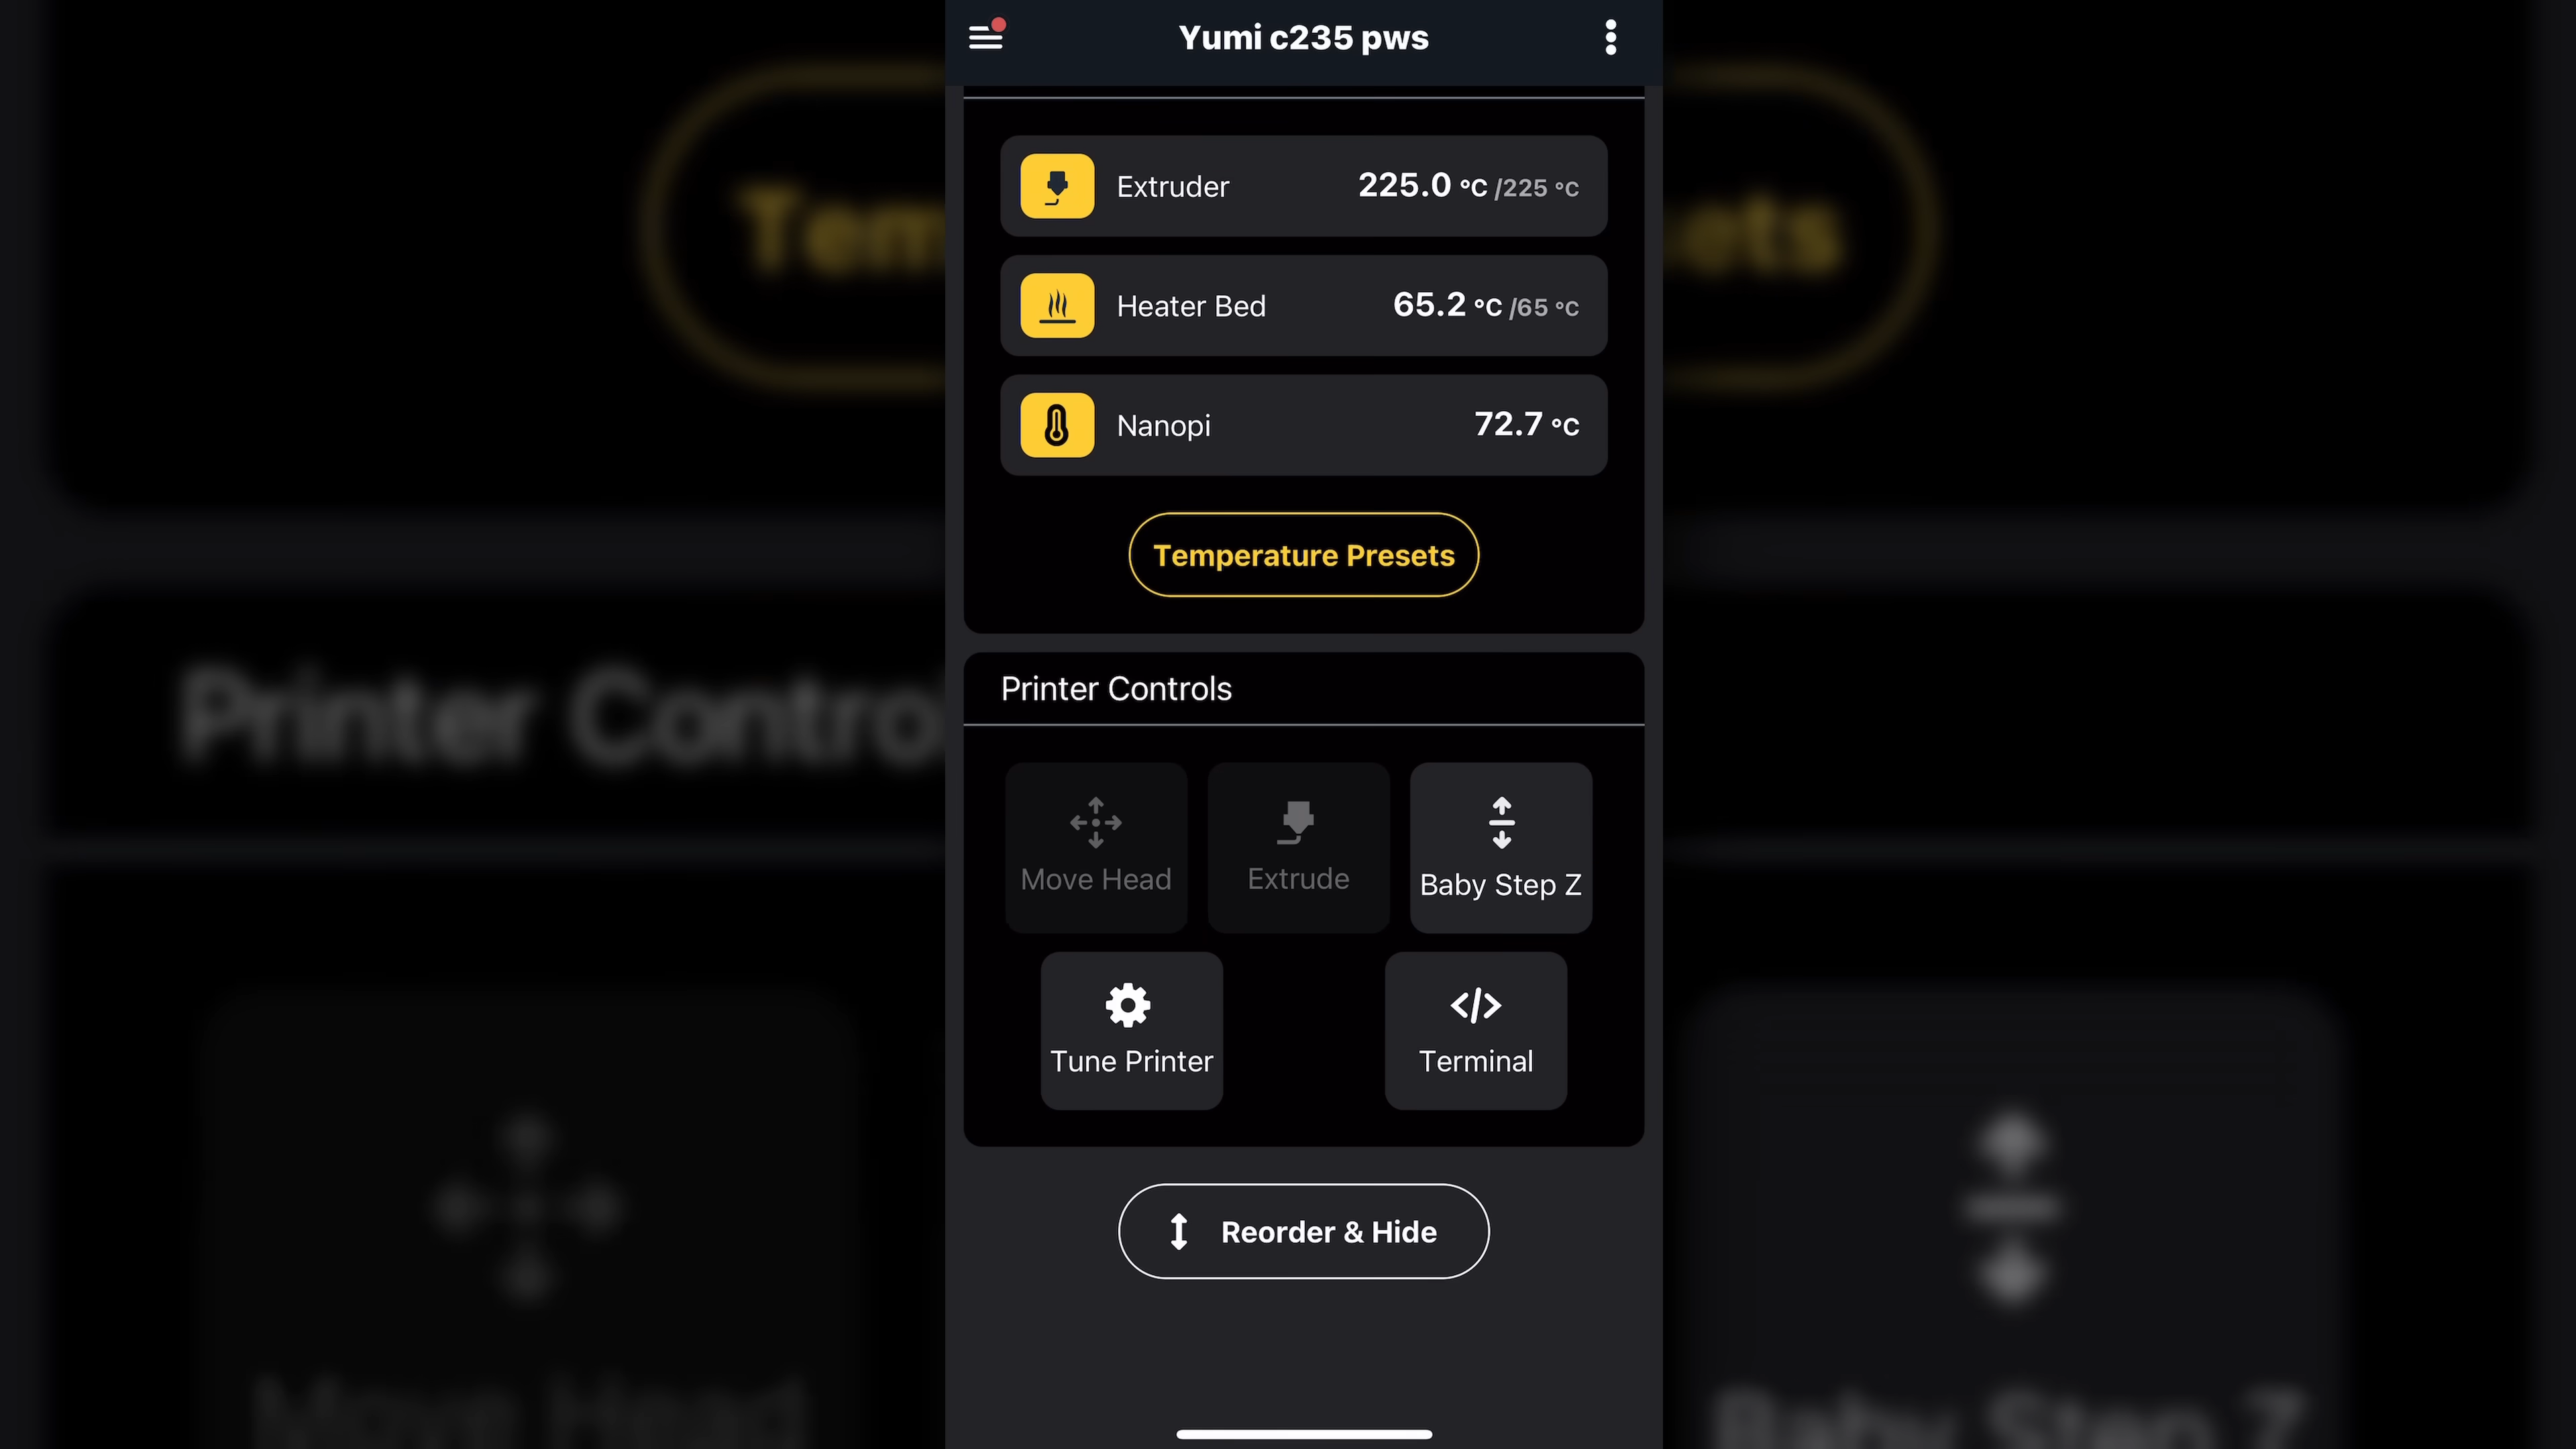 Yumi c235 pws
Extruder 225.0 °C /225 °C
Heater Bed 65.2 °C /65 °C
Nanopi 72.7 °C
Temperature Presets
Printer Controls
Move Head Extrude Baby Step Z
Tune Printer Terminal
Reorder & Hide